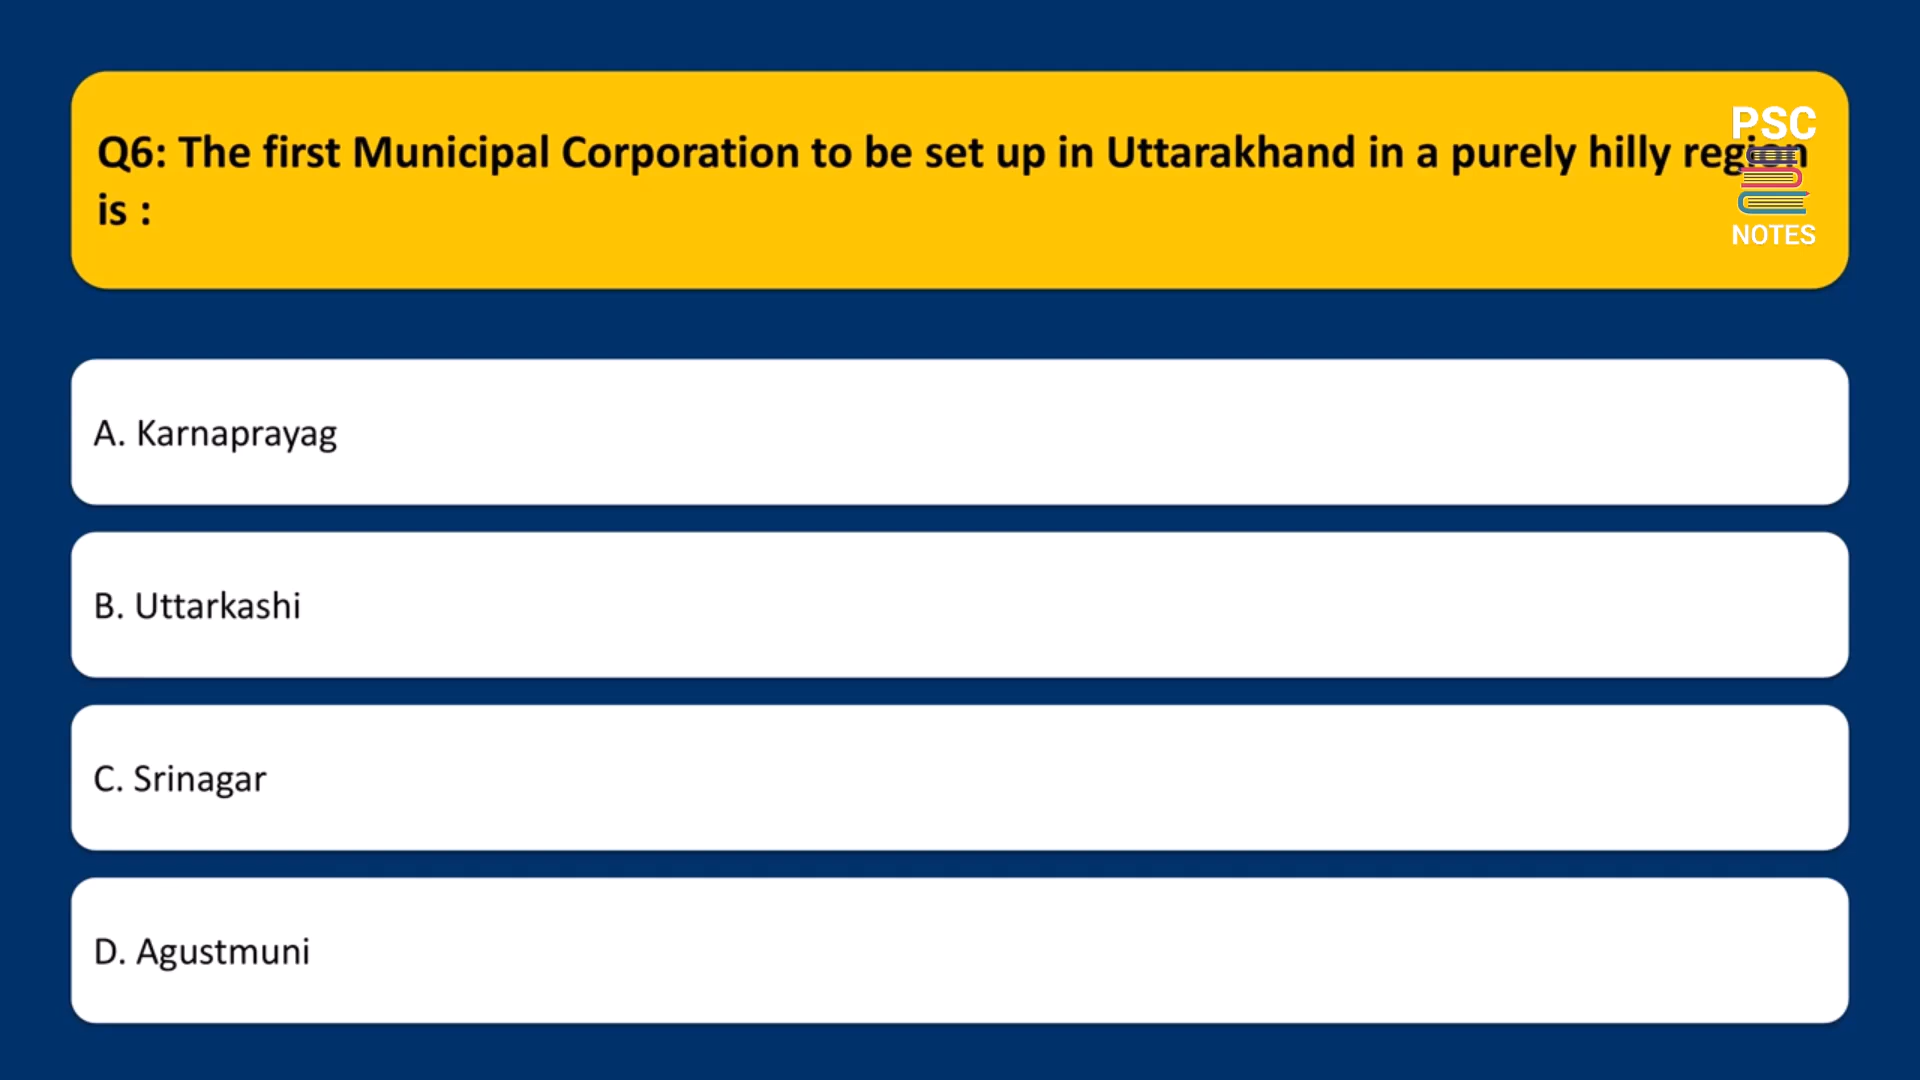 Q6: The first Municipal Corporation to be set up in Uttarakhand in a purely hilly region
is :
PSC
NOTES
A. Karnaprayag
B. Uttarkashi
C. Srinagar
D. Agustmuni